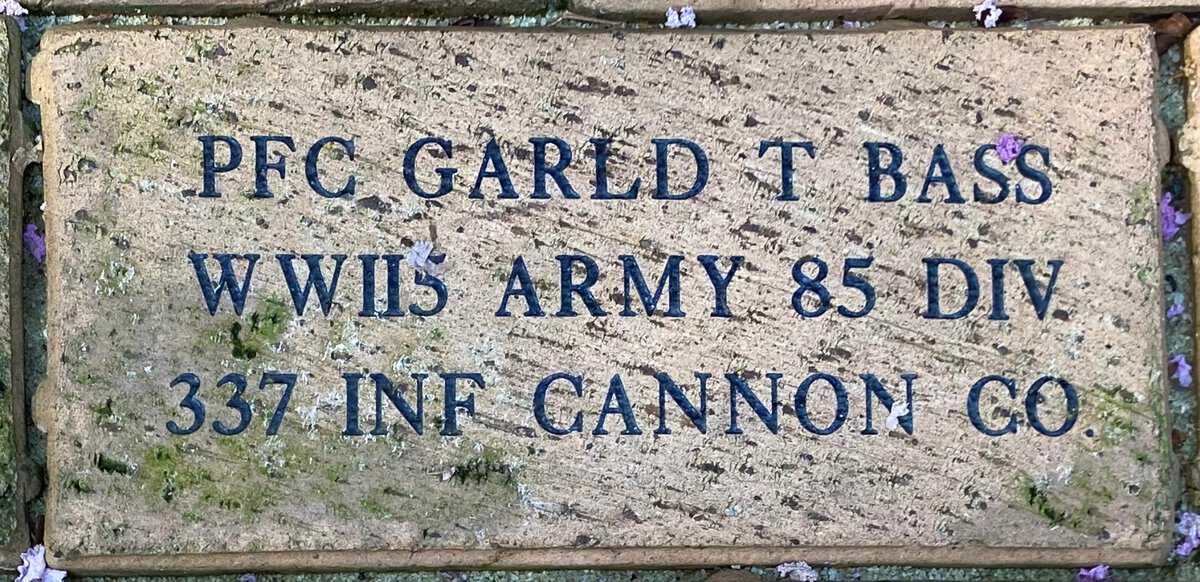 PFC GARLD T BASS
WWII5 ARMY 85 DIV
337 INF CANNON CO.